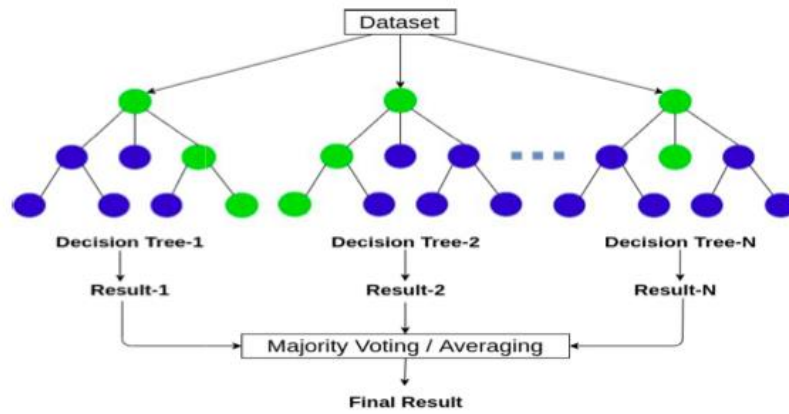 Dataset
Decision Tree-1
Decision Tree-2
Decision Tree-N
Result-1
Result-2
Result-N
Majority Voting / Averaging
Final Result